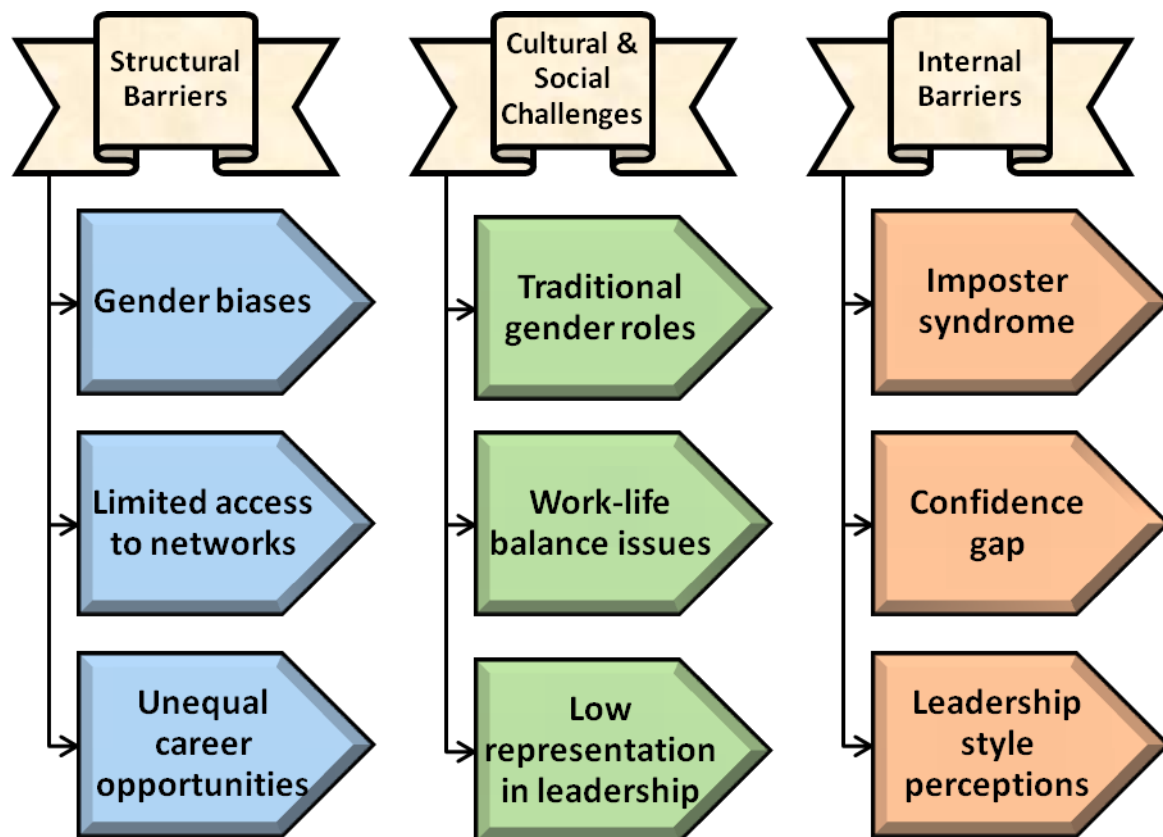 Structural
Barriers
Gender biases
Limited access
to networks
Unequal
career
opportunities
Cultural &
Social
Challenges
Traditional
gender roles
Work-life
balance issues
Low
representation
in leadership
Internal
Barriers
Imposter
syndrome
Confidence
gap
Leadership
style
perceptions